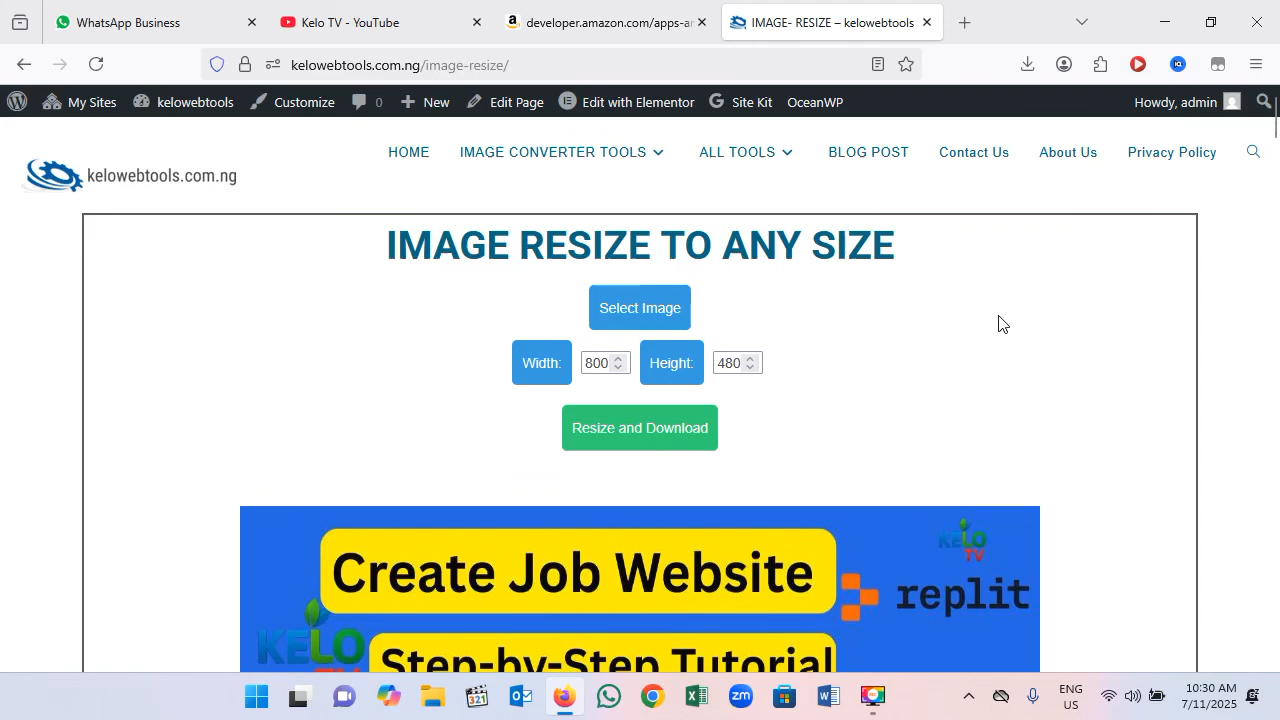 WhatsApp Business
Kelo TV - YouTube
developer.amazon.com/apps-ar
IMAGE- RESIZE – kelowebtools
kelowebtools.com.ng/image-resize/
My Sites
kelowebtools
Customize
0
New
Edit Page
Edit with Elementor
Site Kit
OceanWP
Howdy, admin
kelowebtools.com.ng
HOME
IMAGE CONVERTER TOOLS
ALL TOOLS
BLOG POST
Contact Us
About Us
Privacy Policy
IMAGE RESIZE TO ANY SIZE
Select Image
Width: 800 Height: 480
Resize and Download
Create Job Website
KELO
TV
replit
KELO
Step-by-Step Tutorial
ENG
US
10:30 AM
7/11/2025